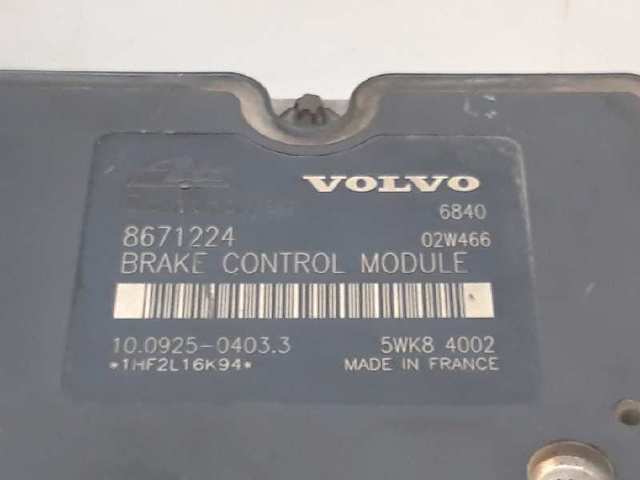 VOLVO
6840
8671224 02W466
BRAKE CONTROL MODULE
10.0925-0403.3 5WK8 4002
*1HF2L16K94* MADE IN FRANCE